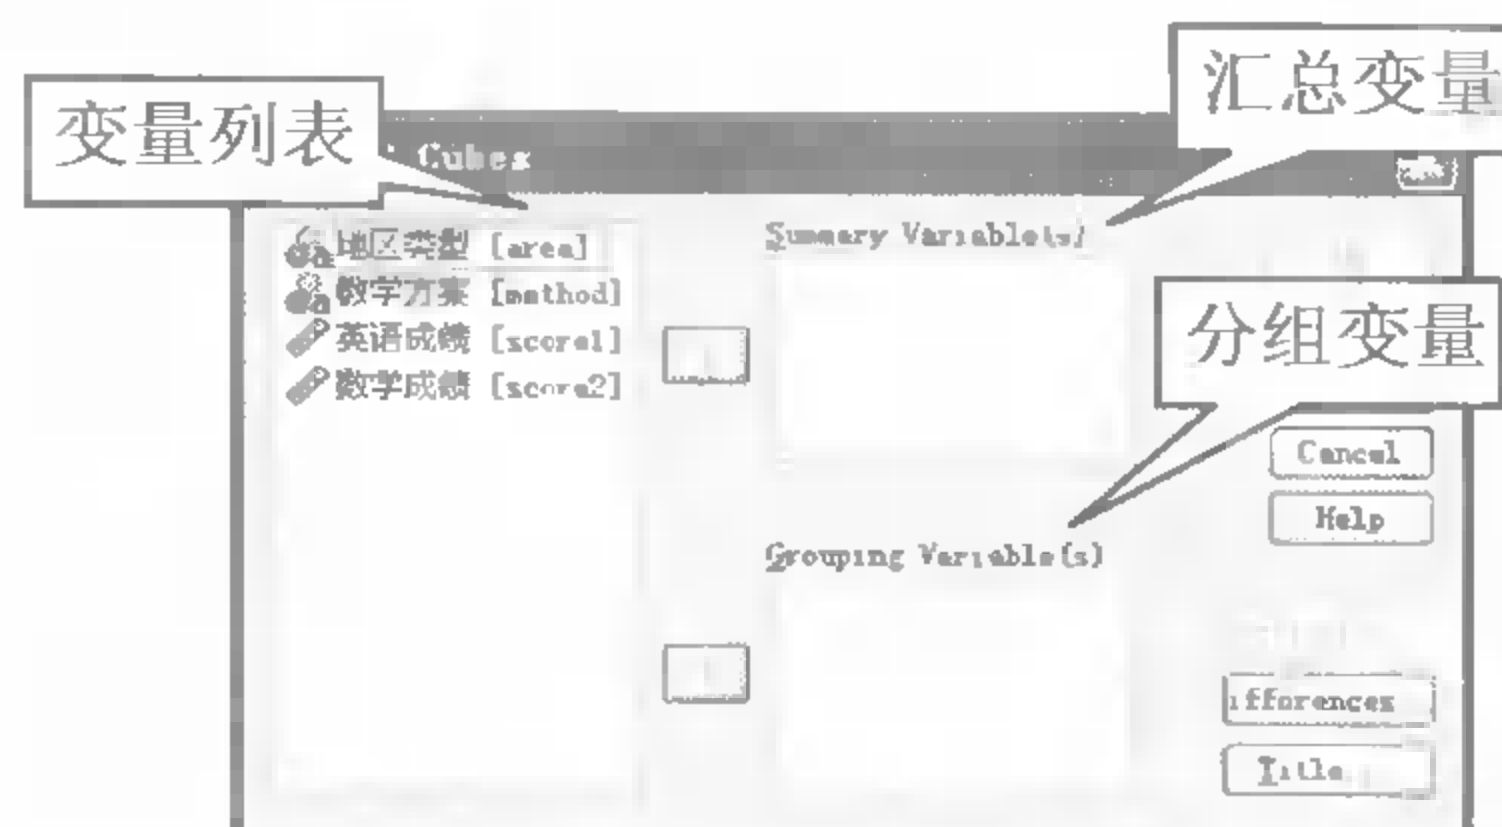 汇总变量
变量列表
Cubes
地区类型 [area]
数学方案 [method]
英语成绩 [score1]
数学成绩 [score2]
Summary Variable(s)
分组变量
Cancel
Help
Grouping Variable(s)
ifferences
Title